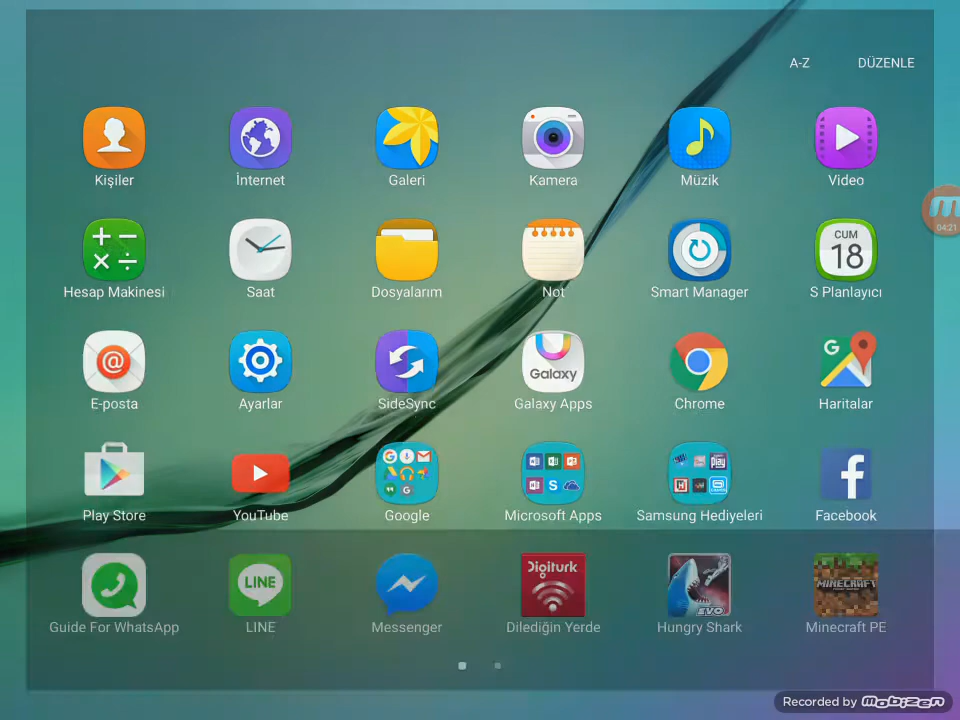 A-Z DÜZENLE
Kişiler İnternet Galeri Kamera Müzik Video
04:21
CUM
18
Hesap Makinesi Saat Dosyalarım Not Smart Manager S Planlayıcı
Galaxy
G
E-posta Ayarlar SideSync Galaxy Apps Chrome Haritalar
Play Store YouTube Google Microsoft Apps Samsung Hediyeleri Facebook
LINE
Digiturk
EVO
MINECRAFT
Guide For WhatsApp LINE Messenger Dilediğin Yerde Hungry Shark Minecraft PE
Recorded by mobizen